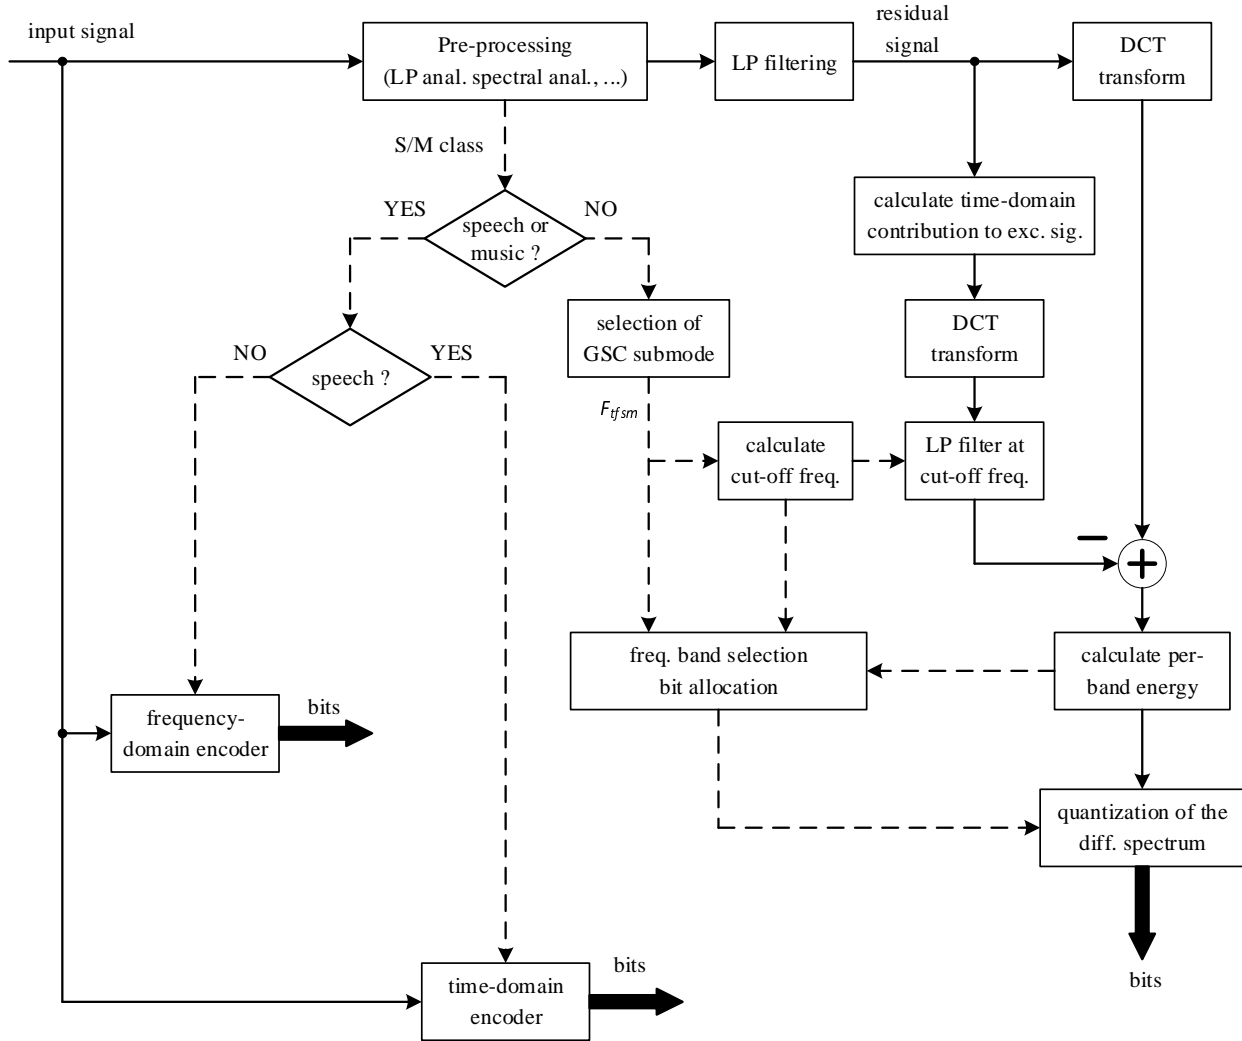 input signal
Pre-processing
(LP anal. spectral anal., ...)
LP filtering
residual
signal
DCT
transform
S/M class
YES
speech or
music ?
NO
calculate time-domain
contribution to exc. sig.
selection of
GSC submode
DCT
transform
NO
speech ?
YES
Ftfsm
calculate
cut-off freq.
LP filter at
cut-off freq.
−
+
freq. band selection
bit allocation
calculate per-
band energy
frequency-
domain encoder
bits
quantization of the
diff. spectrum
bits
time-domain
encoder
bits